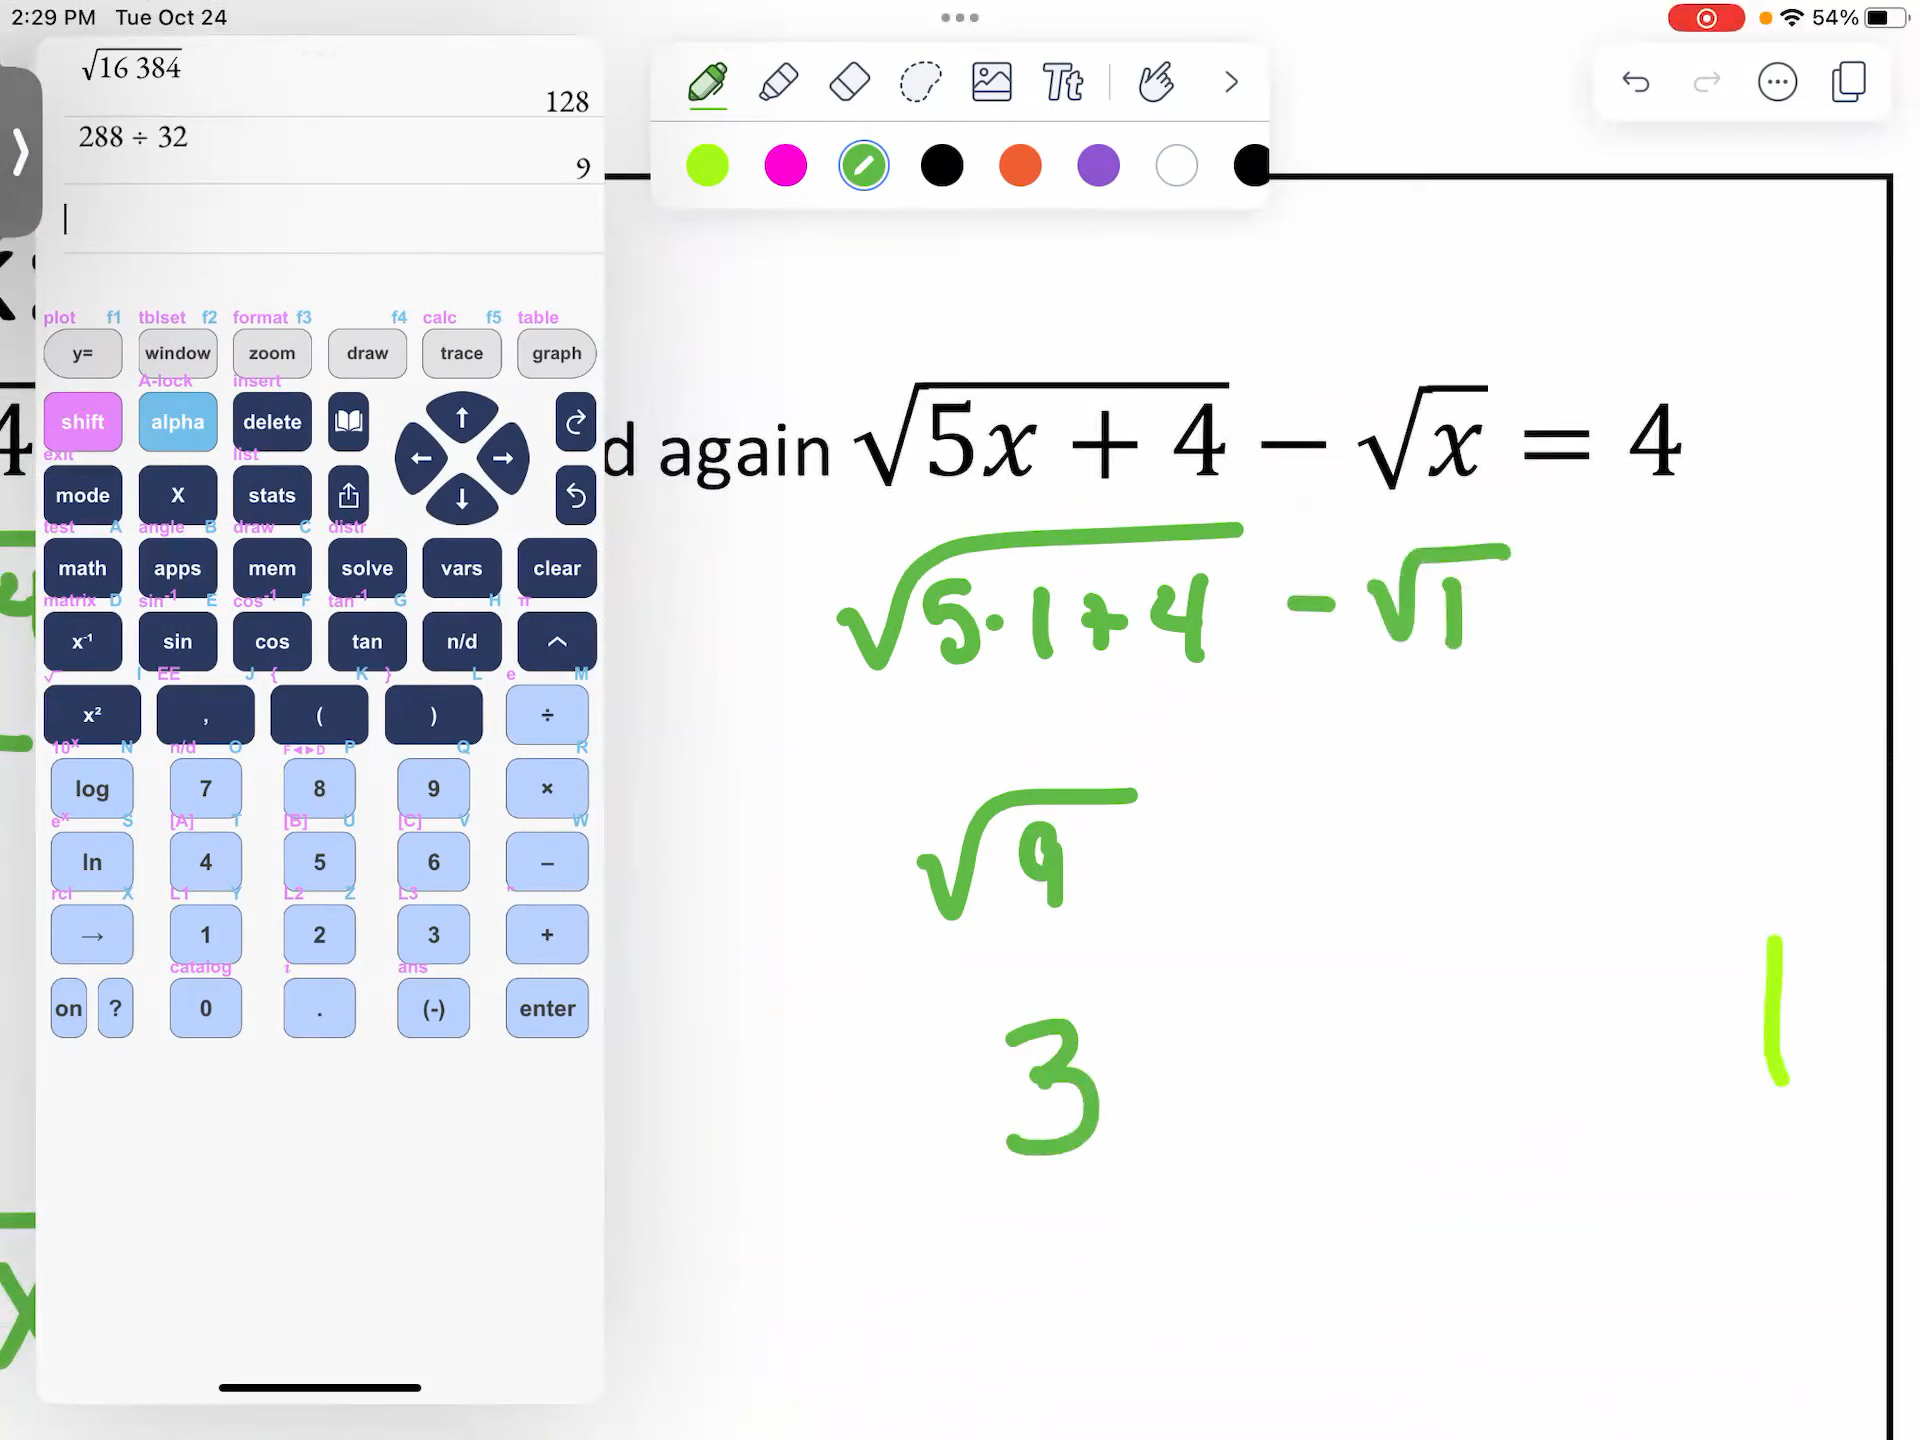 2:29 PM Tue Oct 24
54%
√16 384
128
288 ÷ 32
9
Tt
plot f1 tblset f2 format f3 f4 calc f5 table
y= window zoom draw trace graph
A-lock insert
shift alpha delete
exit list
mode X stats
test A angle B draw C distr
math apps mem solve vars clear
matrix D sin⁻¹ E cos⁻¹ F tan⁻¹ G H π
x⁻¹ sin cos tan n/d ^
√ I EE J { K } L e M
x² , ( ) ÷
10ˣ N n/d O F◄►D P Q R
log 7 8 9 ×
eˣ S [A] T [B] U [C] V W
ln 4 5 6 –
rcl X L1 Y L2 Z L3 "
→ 1 2 3 +
catalog i ans
on ? 0 . (-) enter
4
d again √5x + 4 − √x = 4
√5·1+4 - √1
√9
3